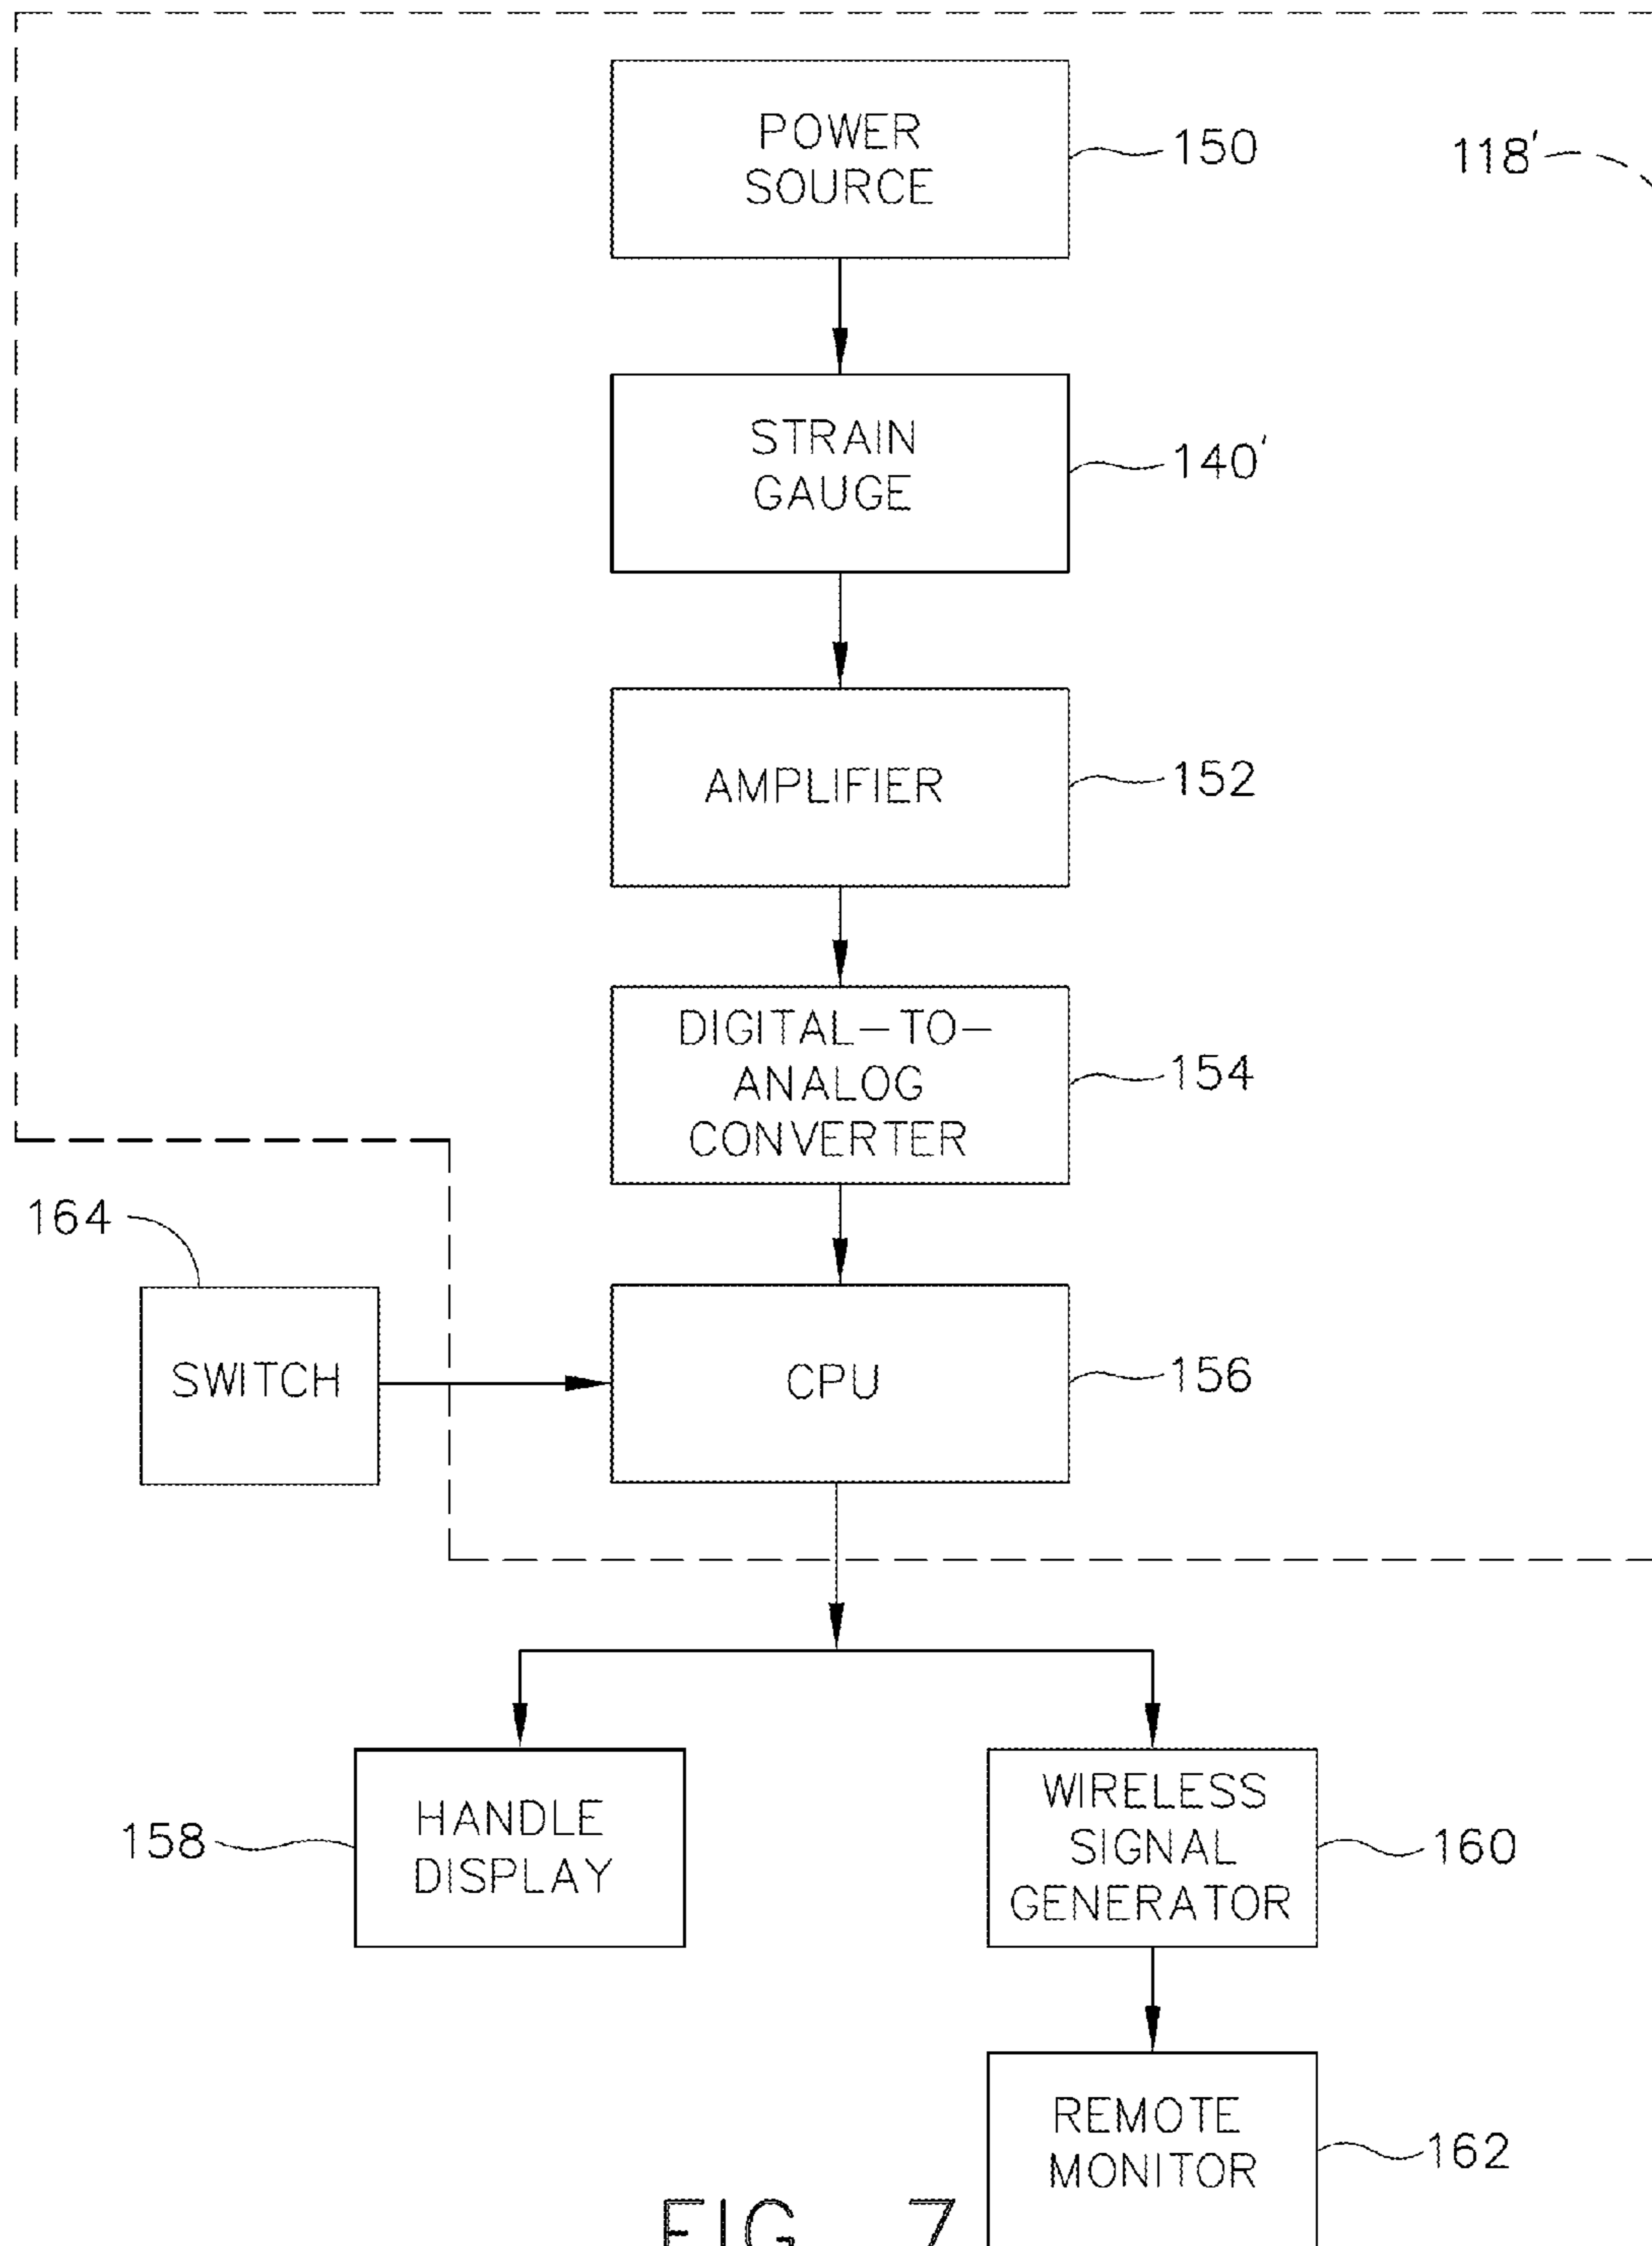 POWER
SOURCE
150
118'
STRAIN
GAUGE
140'
AMPLIFIER
152
DIGITAL-TO-
ANALOG
CONVERTER
154
164
SWITCH
CPU
156
158
HANDLE
DISPLAY
WIRELESS
SIGNAL
GENERATOR
160
REMOTE
MONITOR
162
FIG. 7